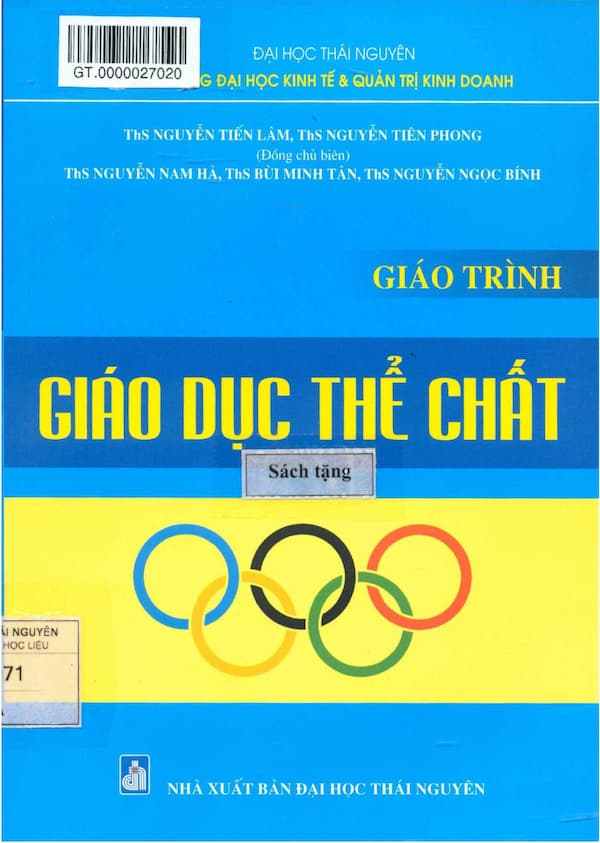 GT.0000027020
ĐẠI HỌC THÁI NGUYÊN
NG ĐẠI HỌC KINH TẾ & QUẢN TRỊ KINH DOANH
ThS NGUYỄN TIẾN LÂM, ThS NGUYỄN TIÊN PHONG
(Đồng chủ biên)
ThS NGUYỄN NAM HÀ, ThS BÙI MINH TÂN, ThS NGUYỄN NGỌC BÍNH
GIÁO TRÌNH
GIÁO DỤC THỂ CHẤT
Sách tặng
ÁI NGUYÊN
HỌC LIỆU
71
NHÀ XUẤT BẢN ĐẠI HỌC THÁI NGUYÊN